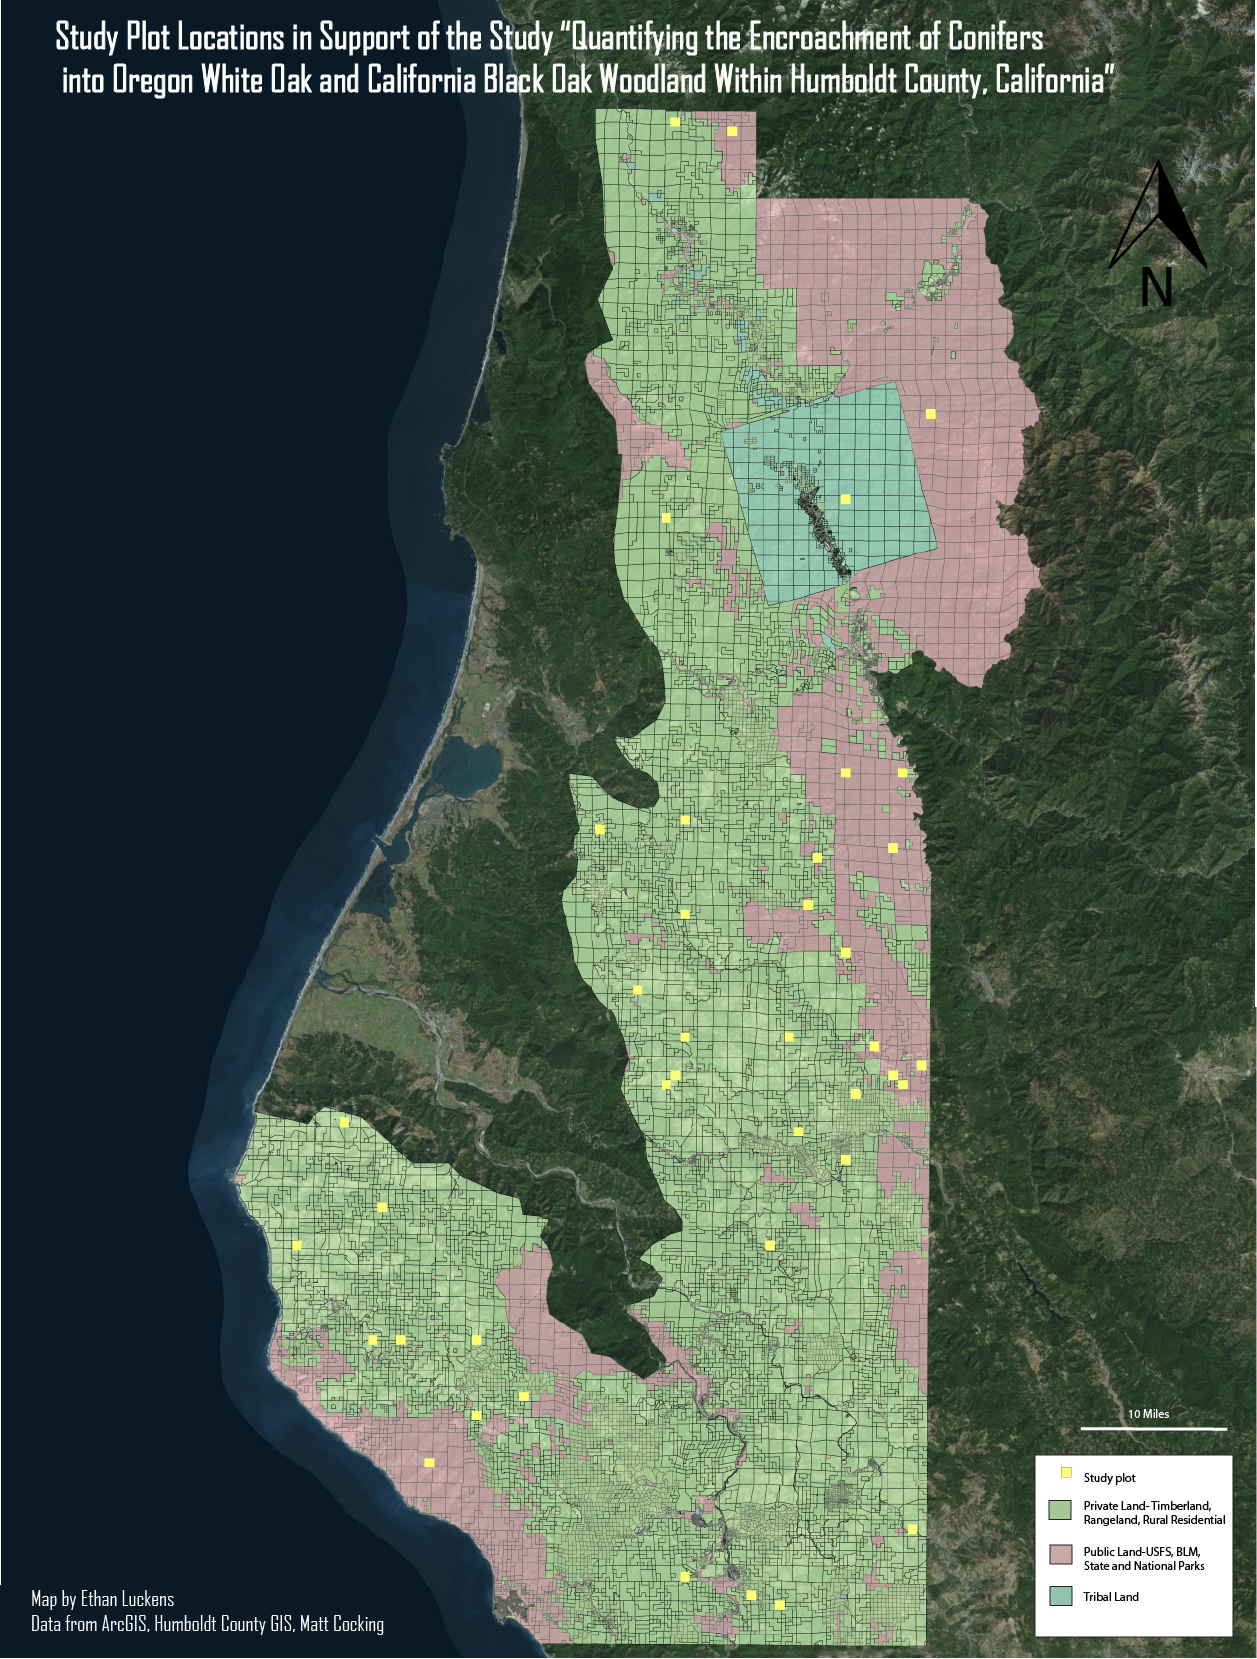 Study Plot Locations in Support of the Study “Quantifying the Encroachment of Conifers
into Oregon White Oak and California Black Oak Woodland Within Humboldt County, California”
N
10 Miles
Study plot
Private Land- Timberland,
Rangeland, Rural Residential
Public Land-USFS, BLM,
State and National Parks
Tribal Land
Map by Ethan Luckens
Data from ArcGIS, Humboldt County GIS, Matt Cocking